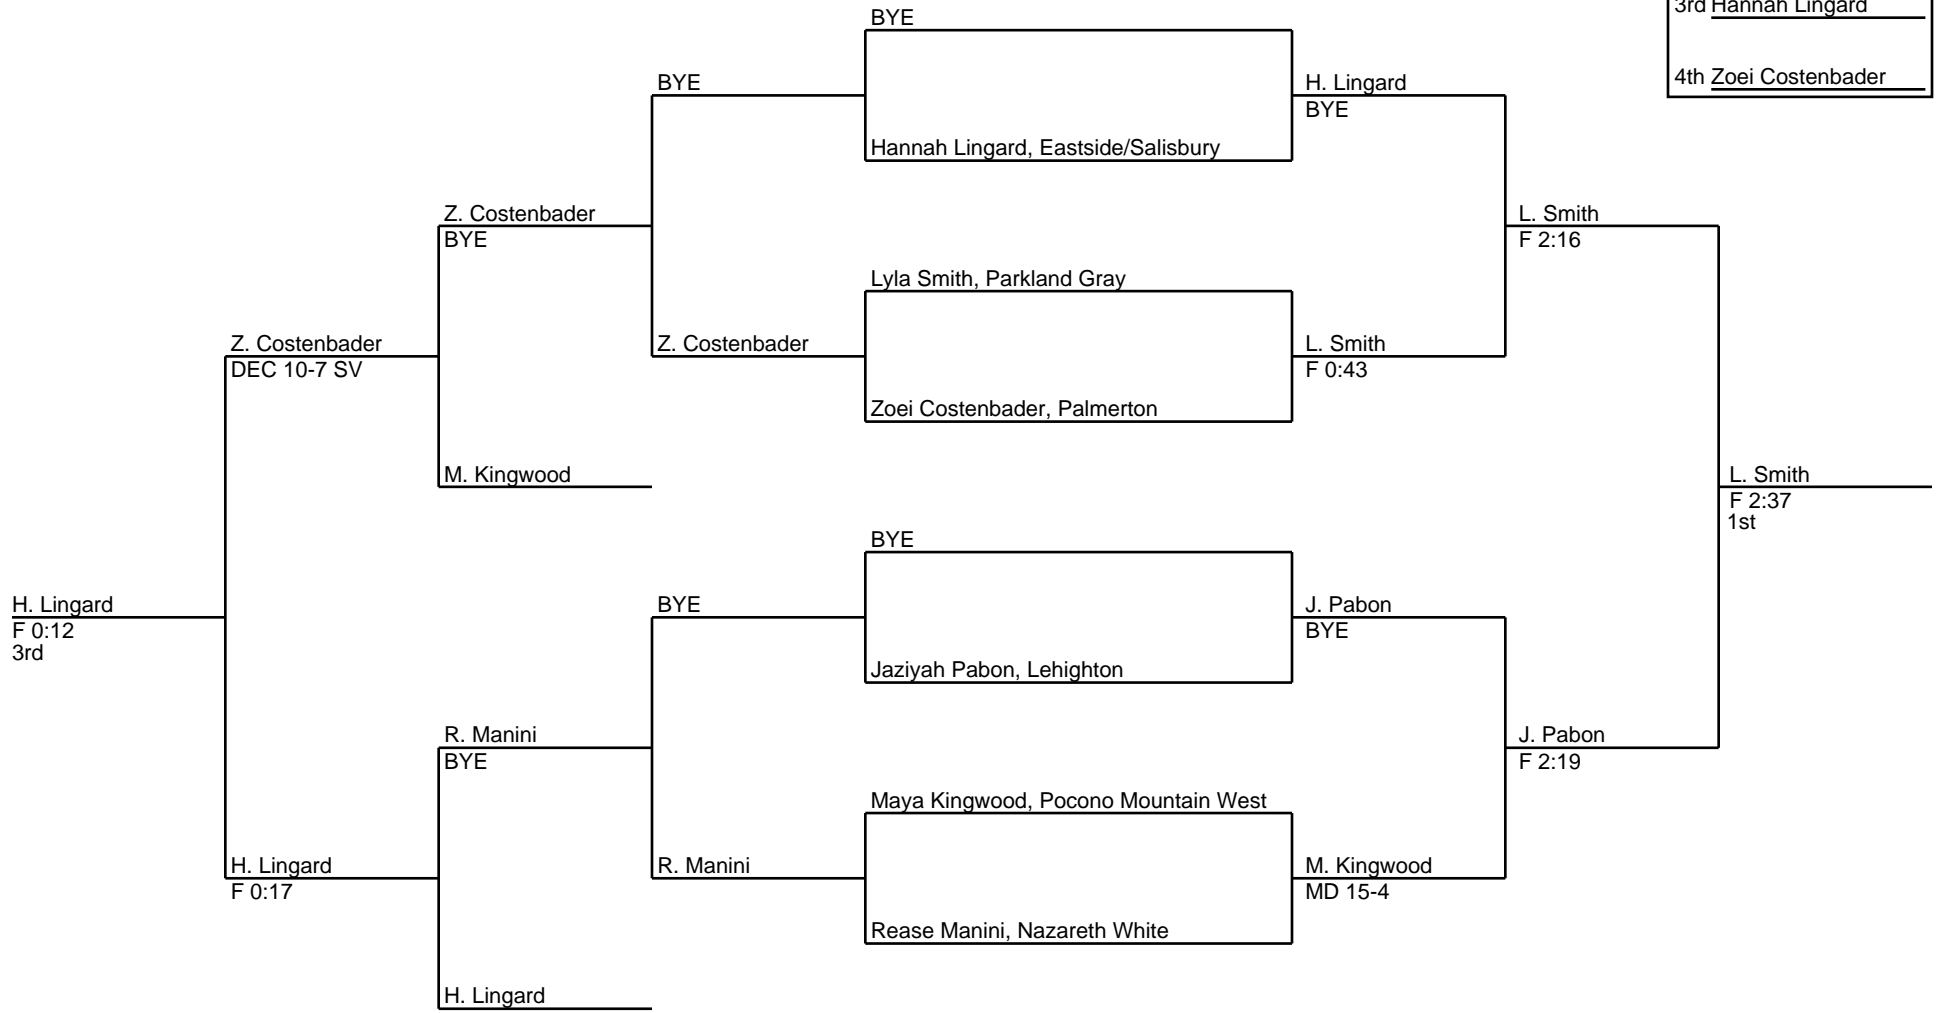 3rd Hannah Lingard
4th Zoei Costenbader
BYE
BYE
H. Lingard
BYE
Hannah Lingard, Eastside/Salisbury
Z. Costenbader
BYE
L. Smith
F 2:16
Lyla Smith, Parkland Gray
Z. Costenbader
DEC 10-7 SV
Z. Costenbader
L. Smith
F 0:43
Zoei Costenbader, Palmerton
M. Kingwood
L. Smith
F 2:37
1st
BYE
H. Lingard
F 0:12
3rd
BYE
J. Pabon
BYE
Jaziyah Pabon, Lehighton
R. Manini
BYE
J. Pabon
F 2:19
Maya Kingwood, Pocono Mountain West
H. Lingard
F 0:17
R. Manini
M. Kingwood
MD 15-4
Rease Manini, Nazareth White
H. Lingard